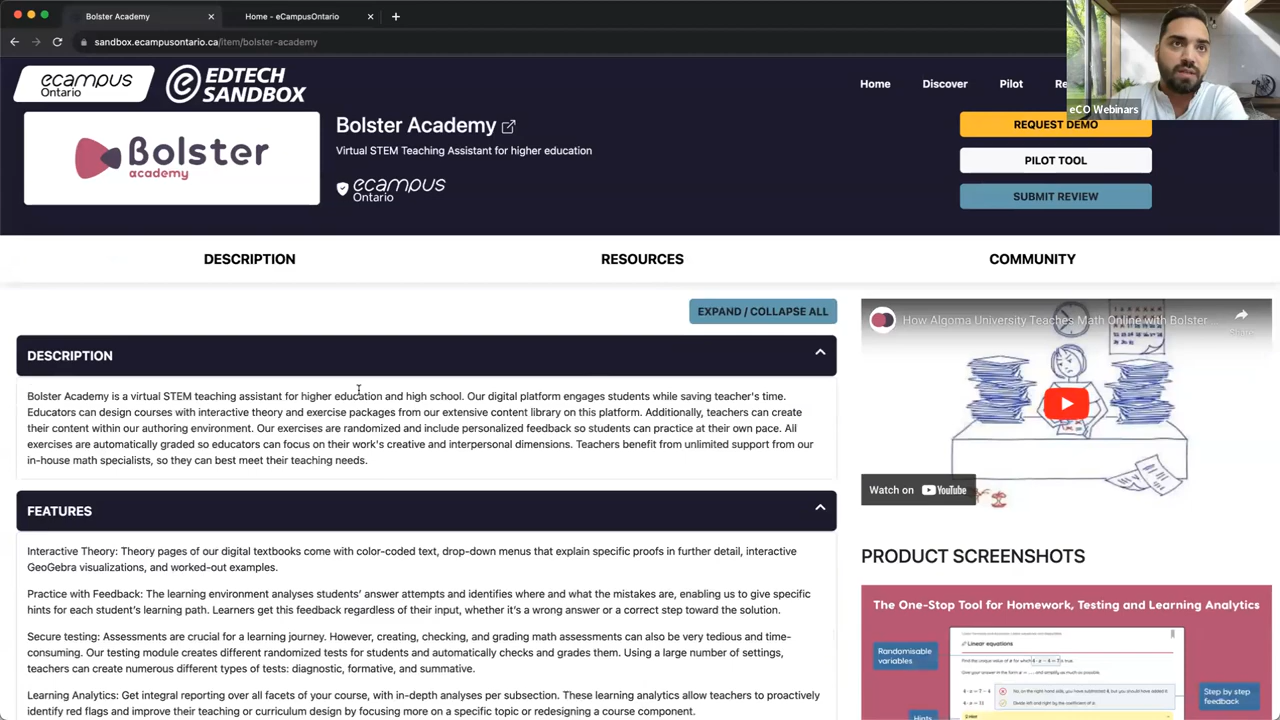 Bolster Academy
Home - eCampusOntario
sandbox.ecampusontario.ca/item/bolster-academy
ecampus
Ontario
EDTECH
SANDBOX
Home
Discover
Pilot
Re
eCO Webinars
Bolster
academy
Bolster Academy
Virtual STEM teaching assistant for higher education
ecampus
Ontario
REQUEST DEMO
PILOT TOOL
SUBMIT REVIEW
DESCRIPTION
RESOURCES
COMMUNITY
EXPAND / COLLAPSE ALL
DESCRIPTION
Bolster Academy is a virtual STEM teaching assistant for higher education and high school. Our digital platform engages students while saving teacher's time.
Educators can design courses with interactive theory and exercise packages from our extensive content library on this platform. Additionally, teachers can create
their content within our authoring environment. Our exercises provide immediate, personalized feedback so students can practice at their own pace. All
exercises are automatically graded so educators can focus on their more creative and interpersonal dimensions. Teachers benefit from unlimited support from our
in-house math specialists, so they can best meet their teaching needs.
FEATURES
Interactive Theory: Theory pages of our digital textbooks come with color-coded text, drop-down menus that explain specific proofs in further detail, interactive
GeoGebra visualizations, and worked-out examples.
Practice with Feedback: The learning environment analyses students' answer attempts and identifies where and what the mistakes are, enabling us to give specific
hints for each student's learning path. Learners get this feedback regardless of their input, whether it's a wrong answer or a correct step toward the solution.
Secure testing: Assessments are crucial for a learning journey. However, creating, checking, and grading math assessments can also be very tedious and time-
consuming. Our testing module creates different tests for your students and automatically checks and grades them. Using a large number of settings,
teachers can create numerous different types of tests: diagnostic, formative, and summative.
Learning Analytics: Get integral reporting over all facets of your course with in-depth analyses per subsection. These learning analytics allow teachers to proactively
identify red flags and improve their tutoring or course content.
How Algoma University Teaches Math Online with Bolster ...
Share
Watch on YouTube
PRODUCT SCREENSHOTS
The One-Stop Tool for Homework, Testing and Learning Analytics
Randomisable
variables
Linear equations
Step by step
feedback
Hints